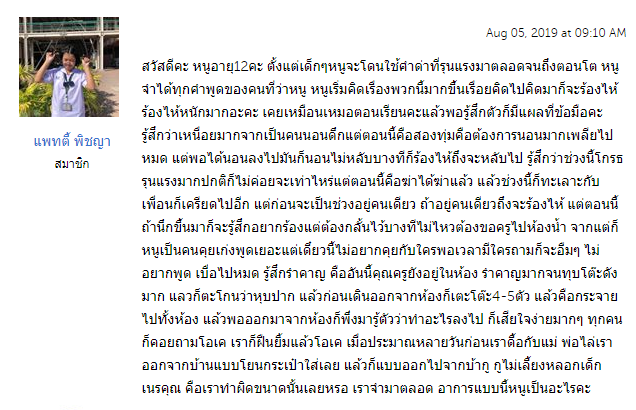 Aug 05, 2019 at 09:10 AM
แพทตี้ พิชญา
สมาชิก
สวัสดีคะ หนูอายุ12คะ ตั้งแต่เด็กๆหนูจะโดนใช้คำด่าที่รุนแรงมาตลอดจนถึงตอนโต หนู
จำได้ทุกคำพูดของคนที่ว่าหนู หนูเริ่มคิดเรื่องพวกนี้มากขึ้นเรื่อยคิดไปคิดมาก็จะร้องไห้
ร้องไห้หนักมากอะคะ เคยเหมือนเหมอตอนเรียนคะแล้วพอรู้สึกตัวก็มีแผลที่ข้อมือคะ
รู้สึกว่าเหนื่อยมากจากเป็นคนนอนดึกแต่ตอนนี้คือสองทุ่มคือต้องการนอนมากเพลียไป
หมด แต่พอได้นอนลงไปมันก็นอนไม่หลับบางทีก็ร้องไห้ถึงจะหลับไป รู้สึกว่าช่วงนี้โกรธ
รุนแรงมากปกติก็ไม่ค่อยจะเท่าไหร่แต่ตอนนี้คือฆ่าได้ฆ่าแล้ว แล้วช่วงนี้ก็ทะเลาะกับ
เพื่อนก็เครียดไปอีก แต่ก่อนจะเป็นช่วงอยู่คนเดียว ถ้าอยู่คนเดียวถึงจะร้องไห้ แต่ตอนนี้
ถ้านึกขึ้นมาก็จะรู้สึกอยากร้องแต่ต้องกลั้นไว้บางทีไม่ไหวต้องขอครูไปห้องน้ำ จากแต่ก็
หนูเป็นคนคุยเก่งพูดเยอะแต่เดี๋ยวนี้ไม่อยากคุยกับใครพอเวลามีใครถามก็จะอืมๆ ไม่
อยากพูด เบื่อไปหมด รู้สึกรำคาญ คืออันนี้คุณครูยังอยู่ในห้อง รำคาญมากจนทุบโต๊ะดัง
มาก แลวก็ตะโกนว่าหุบปาก แล้วก่อนเดินออกจากห้องก็เตะโต๊ะ4-5ตัว แล้วคือกระจาย
ไปทั้งห้อง แล้วพอออกมาจากห้องก็พึ่งมารู้ตัวว่าทำอะไรลงไป ก็เสียใจง่ายมากๆ ทุกคน
ก็คอยถามโอเค เราก็ฝืนยิ้มแล้วโอเค เมื่อประมาณหลายวันก่อนเราดื้อกับแม่ พ่อไล่เรา
ออกจากบ้านแบบโยนกระเป๋าใส่เลย แล้วก็แบบออกไปจากบ้ากู กูไม่เลี้ยงหลอกเด็ก
เนรคุณ คือเราทำผิดขนาดนั้นเลยหรอ เราจำมาตลอด อาการแบบนี้หนูเป็นอะไรคะ